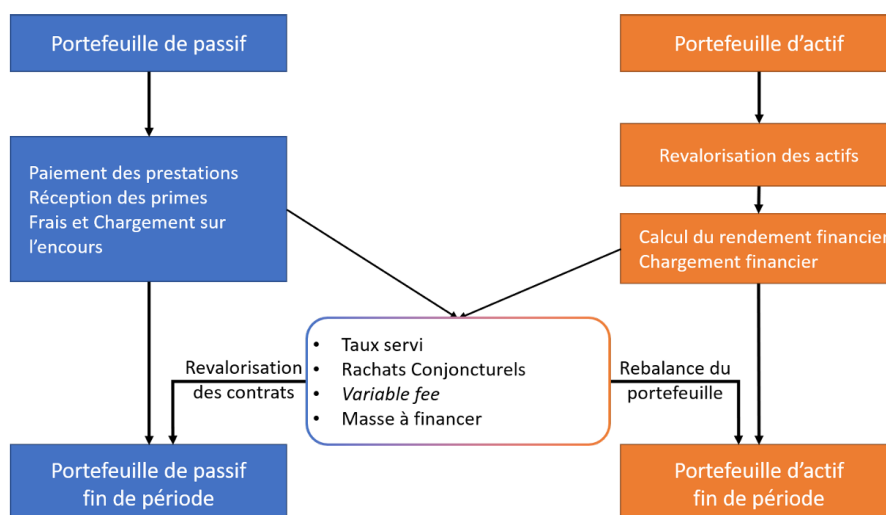 Portefeuille de passif
Portefeuille d'actif
Paiement des prestations
Réception des primes
Frais et Chargement sur
l'encours
Revalorisation des actifs
Calcul du rendement financier
Chargement financier
• Taux servi
• Rachats Conjoncturels
• Variable fee
• Masse à financer
Revalorisation
des contrats
Rebalance du
portefeuille
Portefeuille de passif
fin de période
Portefeuille d'actif
fin de période